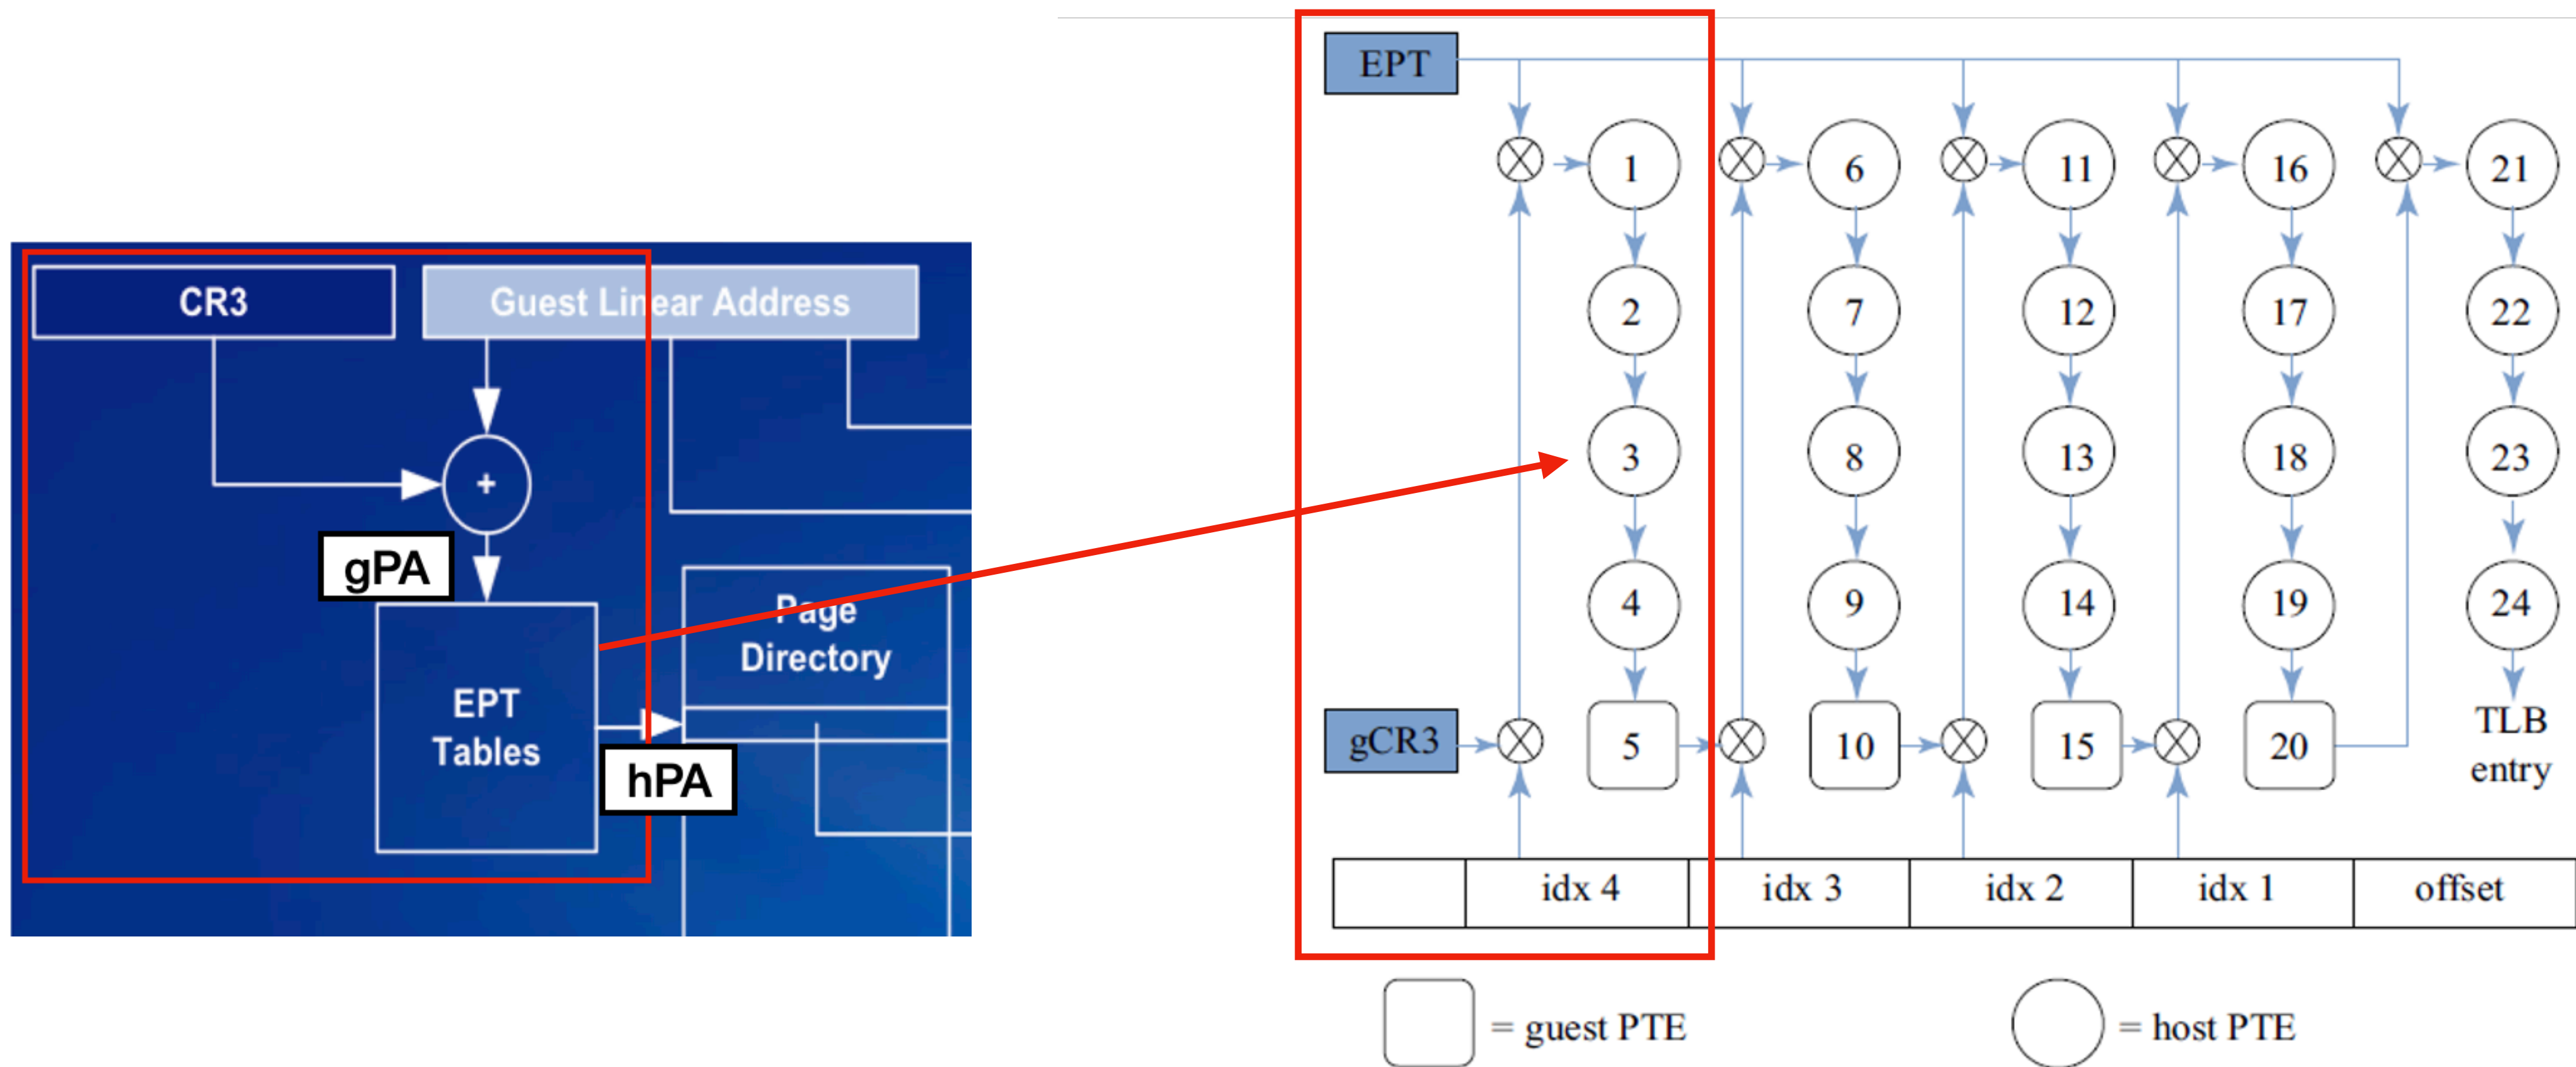 CR3
Guest Linear Address
+
gPA
EPT
Tables
hPA
Page
Directory
EPT
1
6
11
16
21
2
7
12
17
22
3
8
13
18
23
4
9
14
19
24
gCR3
5
10
15
20
TLB
entry
idx 4
idx 3
idx 2
idx 1
offset
= guest PTE
= host PTE